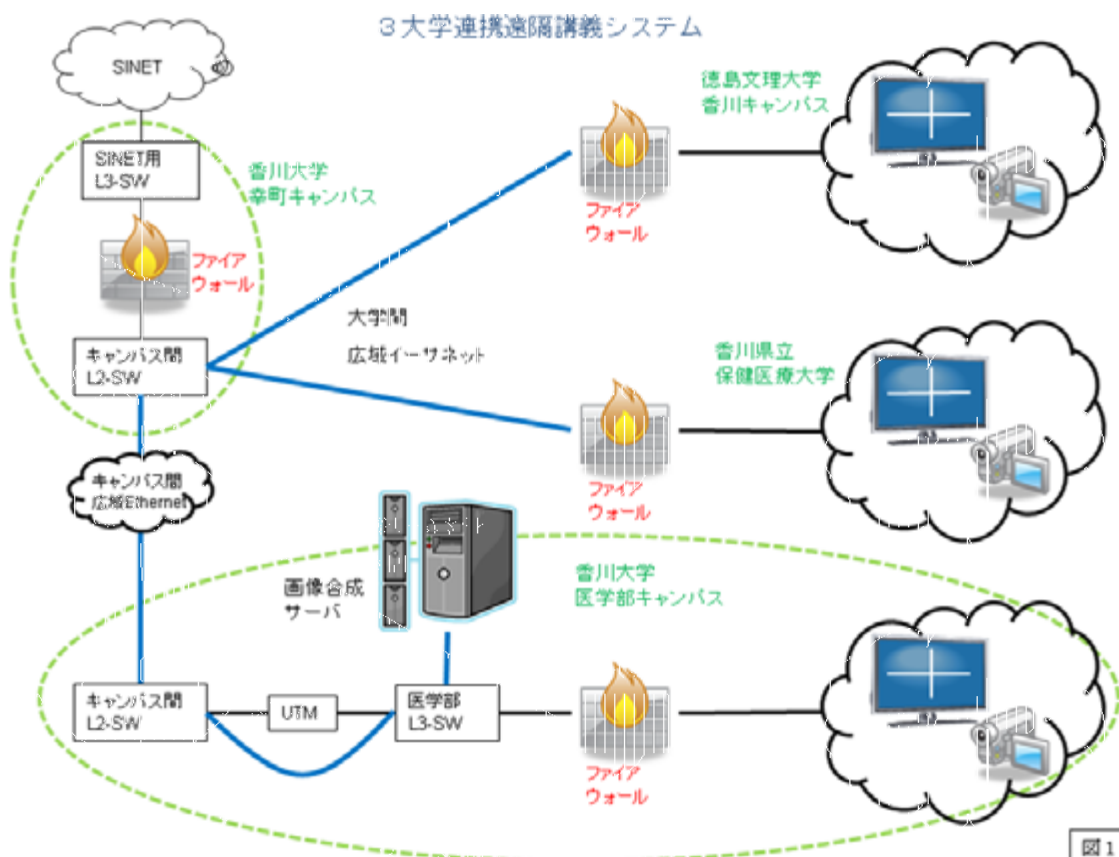 3大学連携遠隔講義システム
SINET
SINET用
L3-SW
香川大学
幸町キャンパス
ファイア
ウォール
キャンパス間
L2-SW
大学間
広域イーサネット
徳島文理大学
香川キャンパス
ファイア
ウォール
香川県立
保健医療大学
ファイア
ウォール
キャンパス間
広域Ethernet
画像合成
サーバ
香川大学
医学部キャンパス
キャンパス間
L2-SW
UTM
医学部
L3-SW
ファイア
ウォール
図1